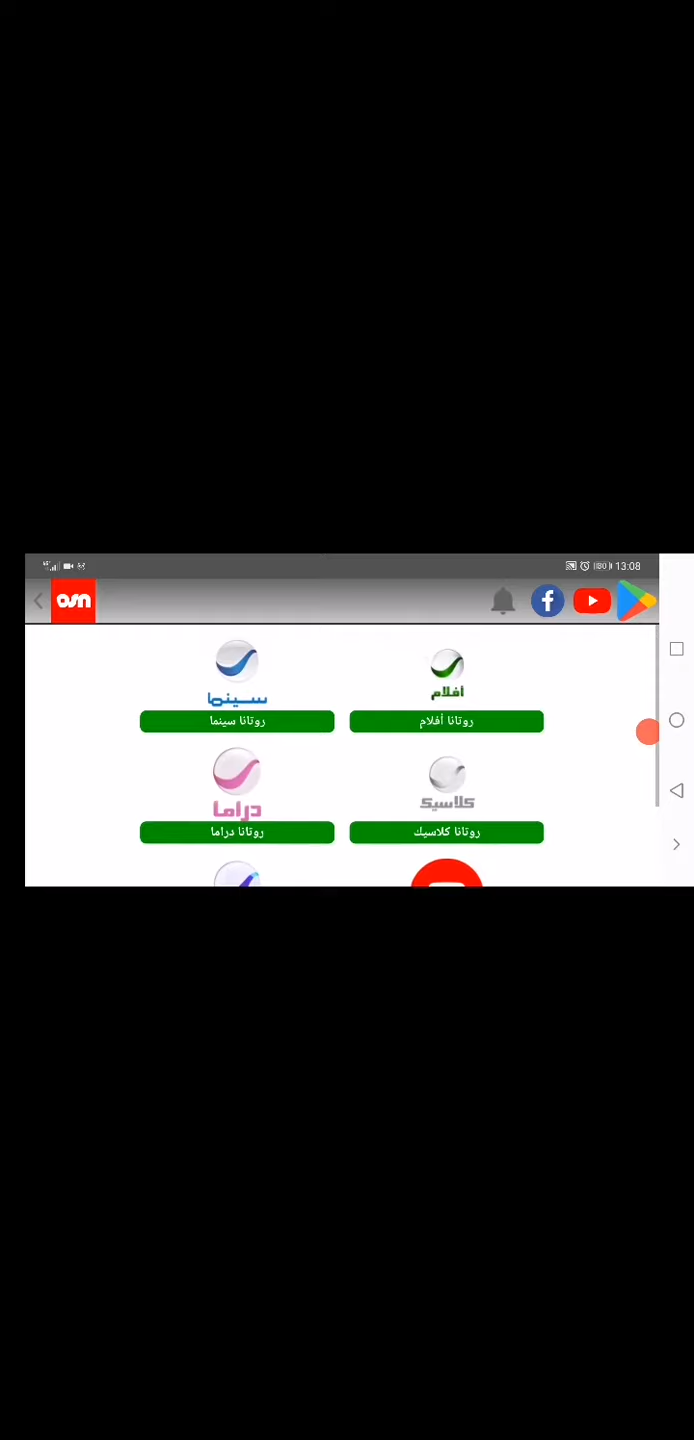 13:08
osn
سينما
أفلام
روتانا سينما
روتانا أفلام
دراما
كلاسيك
روتانا دراما
روتانا كلاسيك